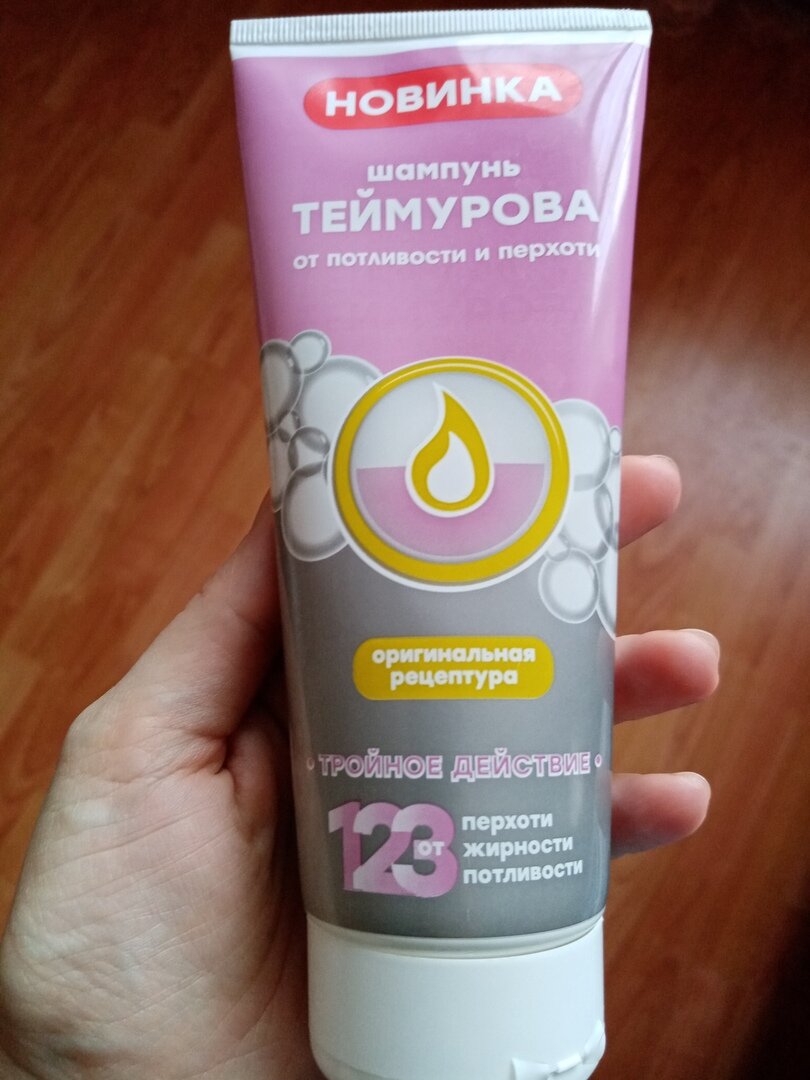 НОВИНКА
шампунь
ТЕЙМУРОВА
от потливости и перхоти
оригинальная
рецептура
• ТРОЙНОЕ ДЕЙСТВИЕ •
123 от
перхоти
жирности
потливости